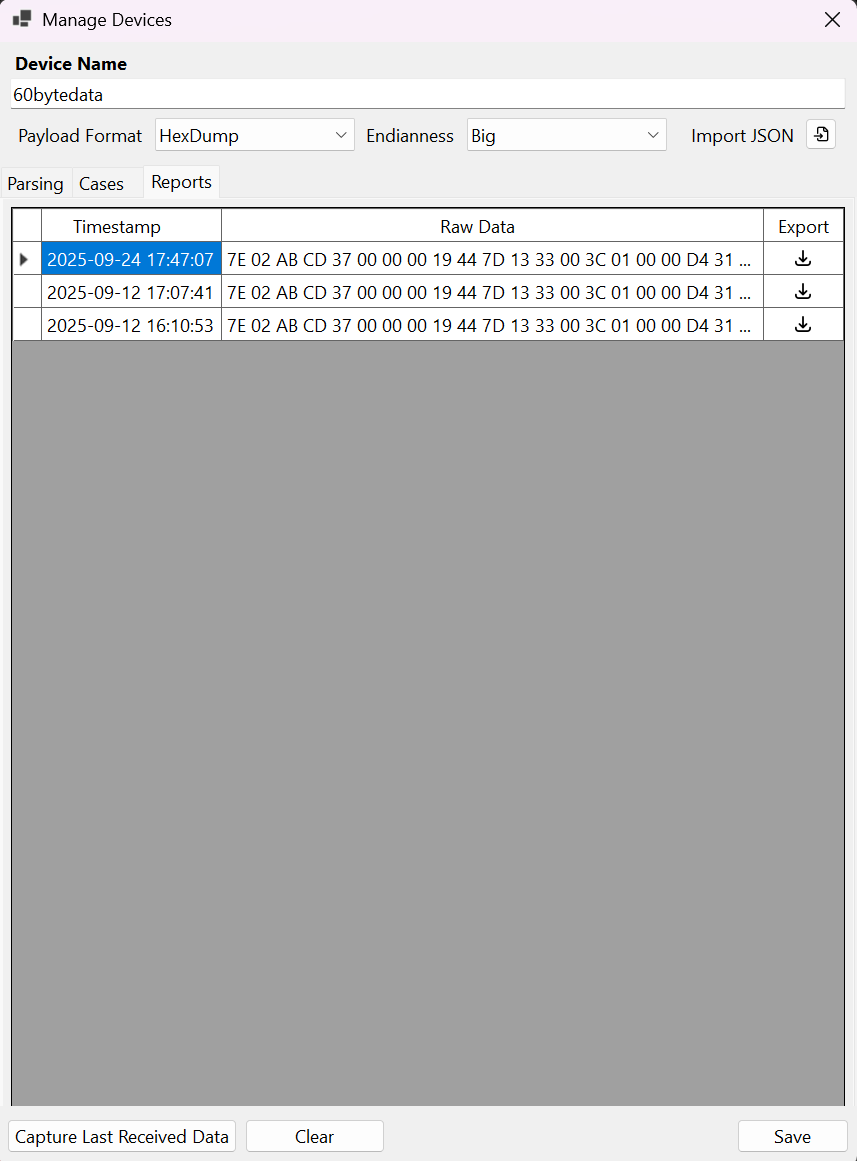 Manage Devices
Device Name
60bytedata
Payload Format HexDump Endianness Big Import JSON
Parsing Cases Reports
Timestamp Raw Data Export
2025-09-24 17:47:07 7E 02 AB CD 37 00 00 00 19 44 7D 13 33 00 3C 01 00 00 D4 31 ...
2025-09-12 17:07:41 7E 02 AB CD 37 00 00 00 19 44 7D 13 33 00 3C 01 00 00 D4 31 ...
2025-09-12 16:10:53 7E 02 AB CD 37 00 00 00 19 44 7D 13 33 00 3C 01 00 00 D4 31 ...
Capture Last Received Data Clear Save